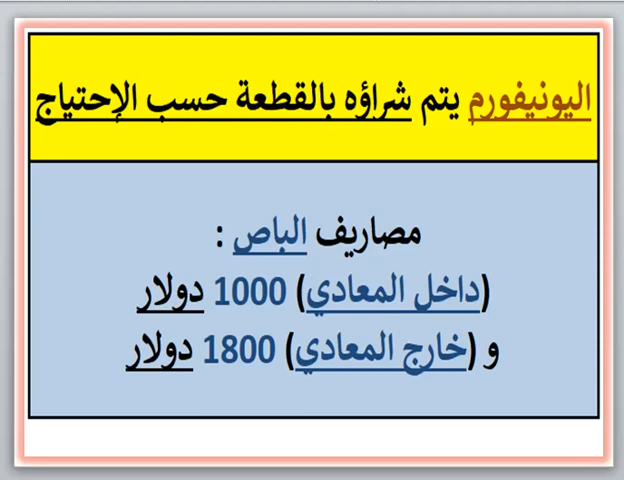 اليونيفورم يتم شراؤه بالقطعة حسب الإحتياج
مصاريف الباص :
(داخل المعادي) 1000 دولار
و (خارج المعادي) 1800 دولار